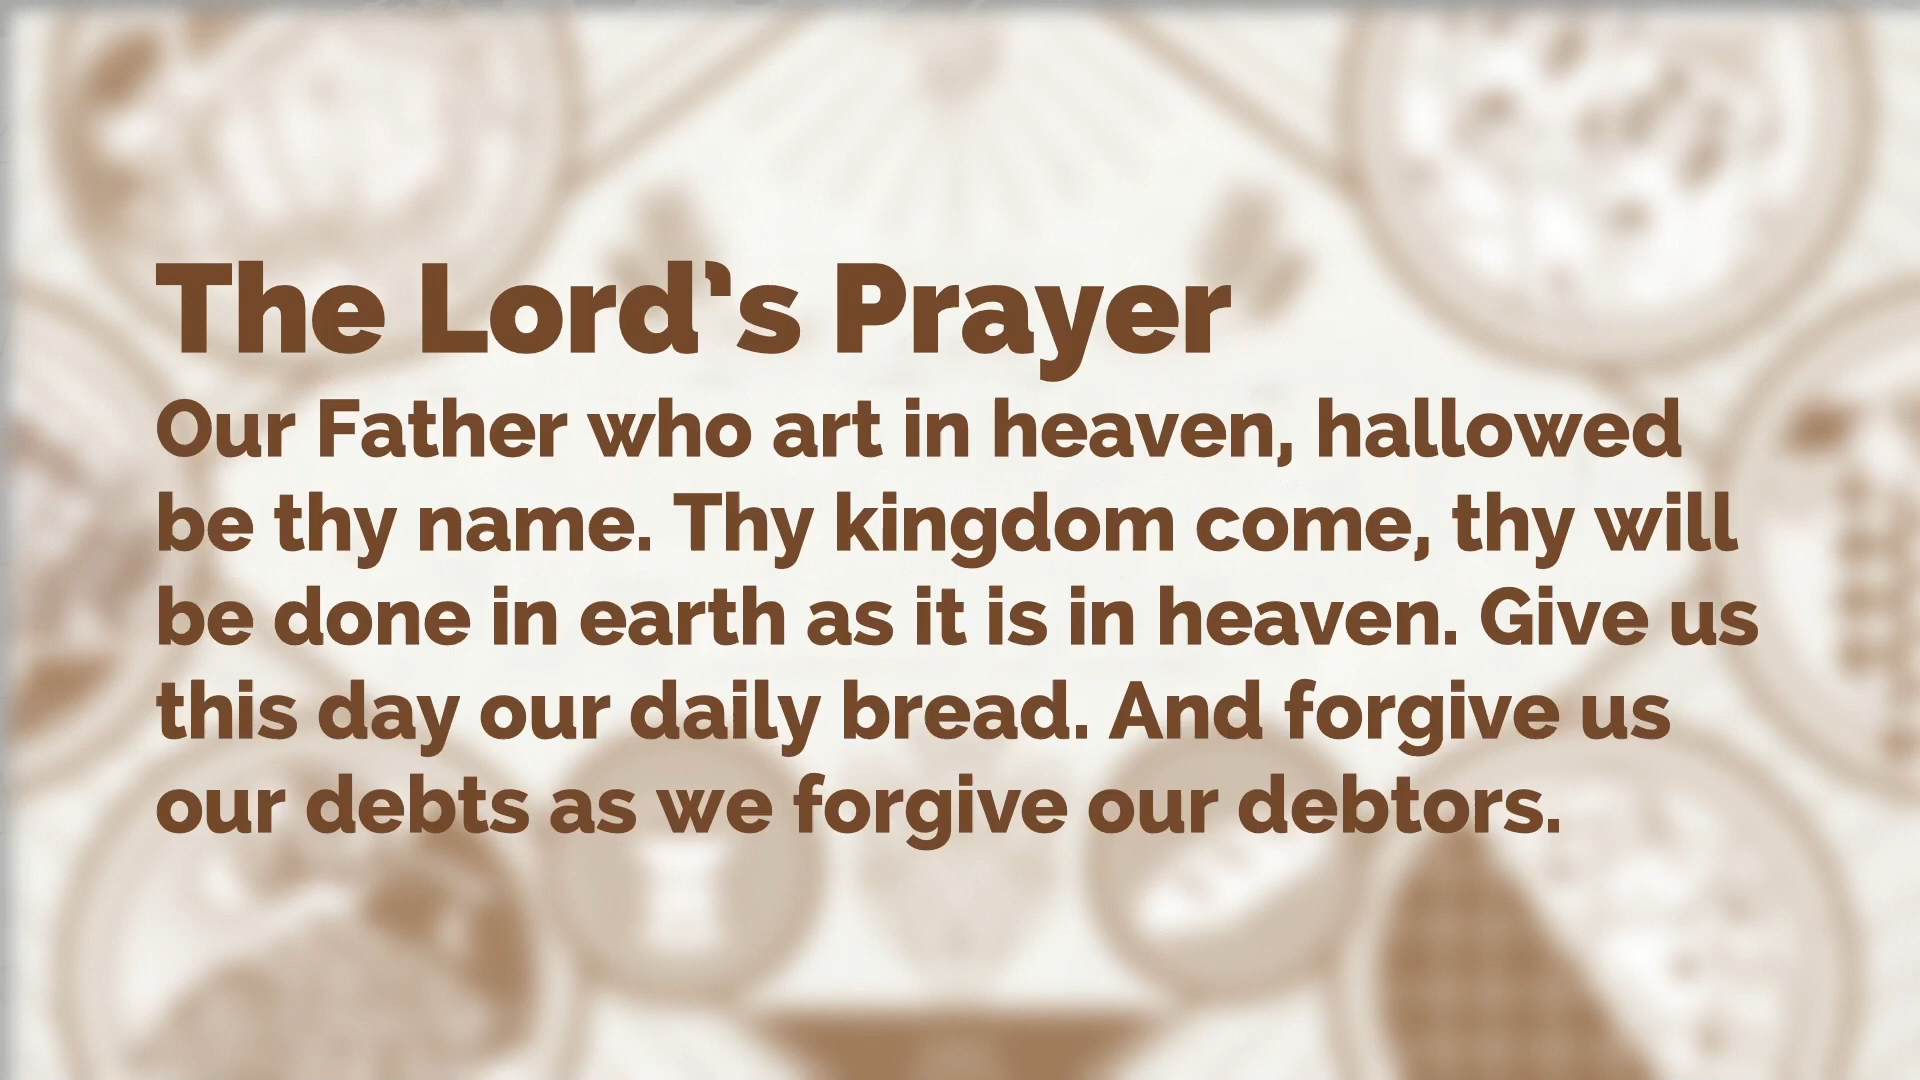 The Lord's Prayer
Our Father who art in heaven, hallowed
be thy name. Thy kingdom come, thy will
be done in earth as it is in heaven. Give us
this day our daily bread. And forgive us
our debts as we forgive our debtors.